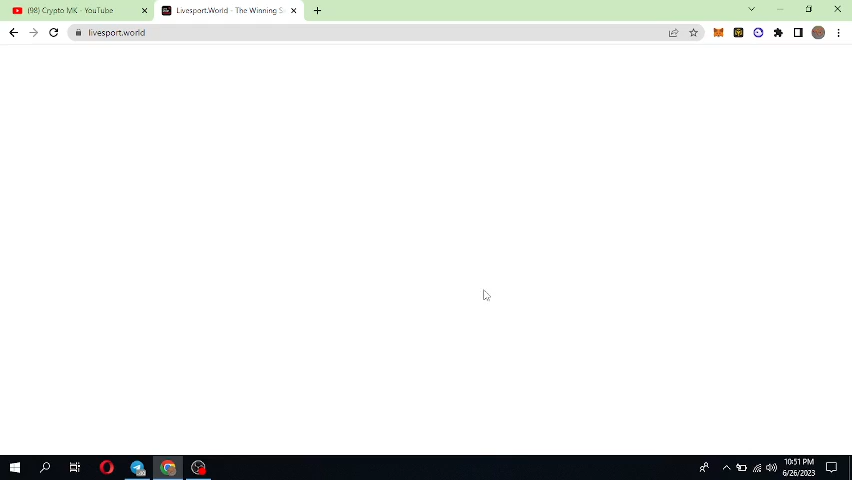 (98) Crypto MK - YouTube
Livesport.World - The Winning S
livesport.world
10:51 PM
6/26/2023